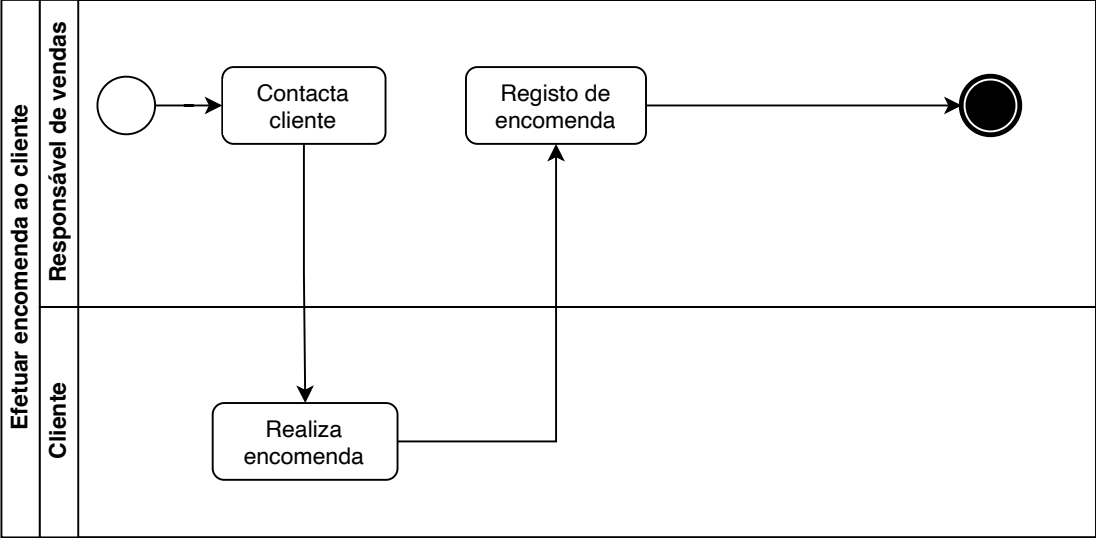 Efetuar encomenda ao cliente
Responsável de vendas
Contacta
cliente
Registo de
encomenda
Cliente
Realiza
encomenda